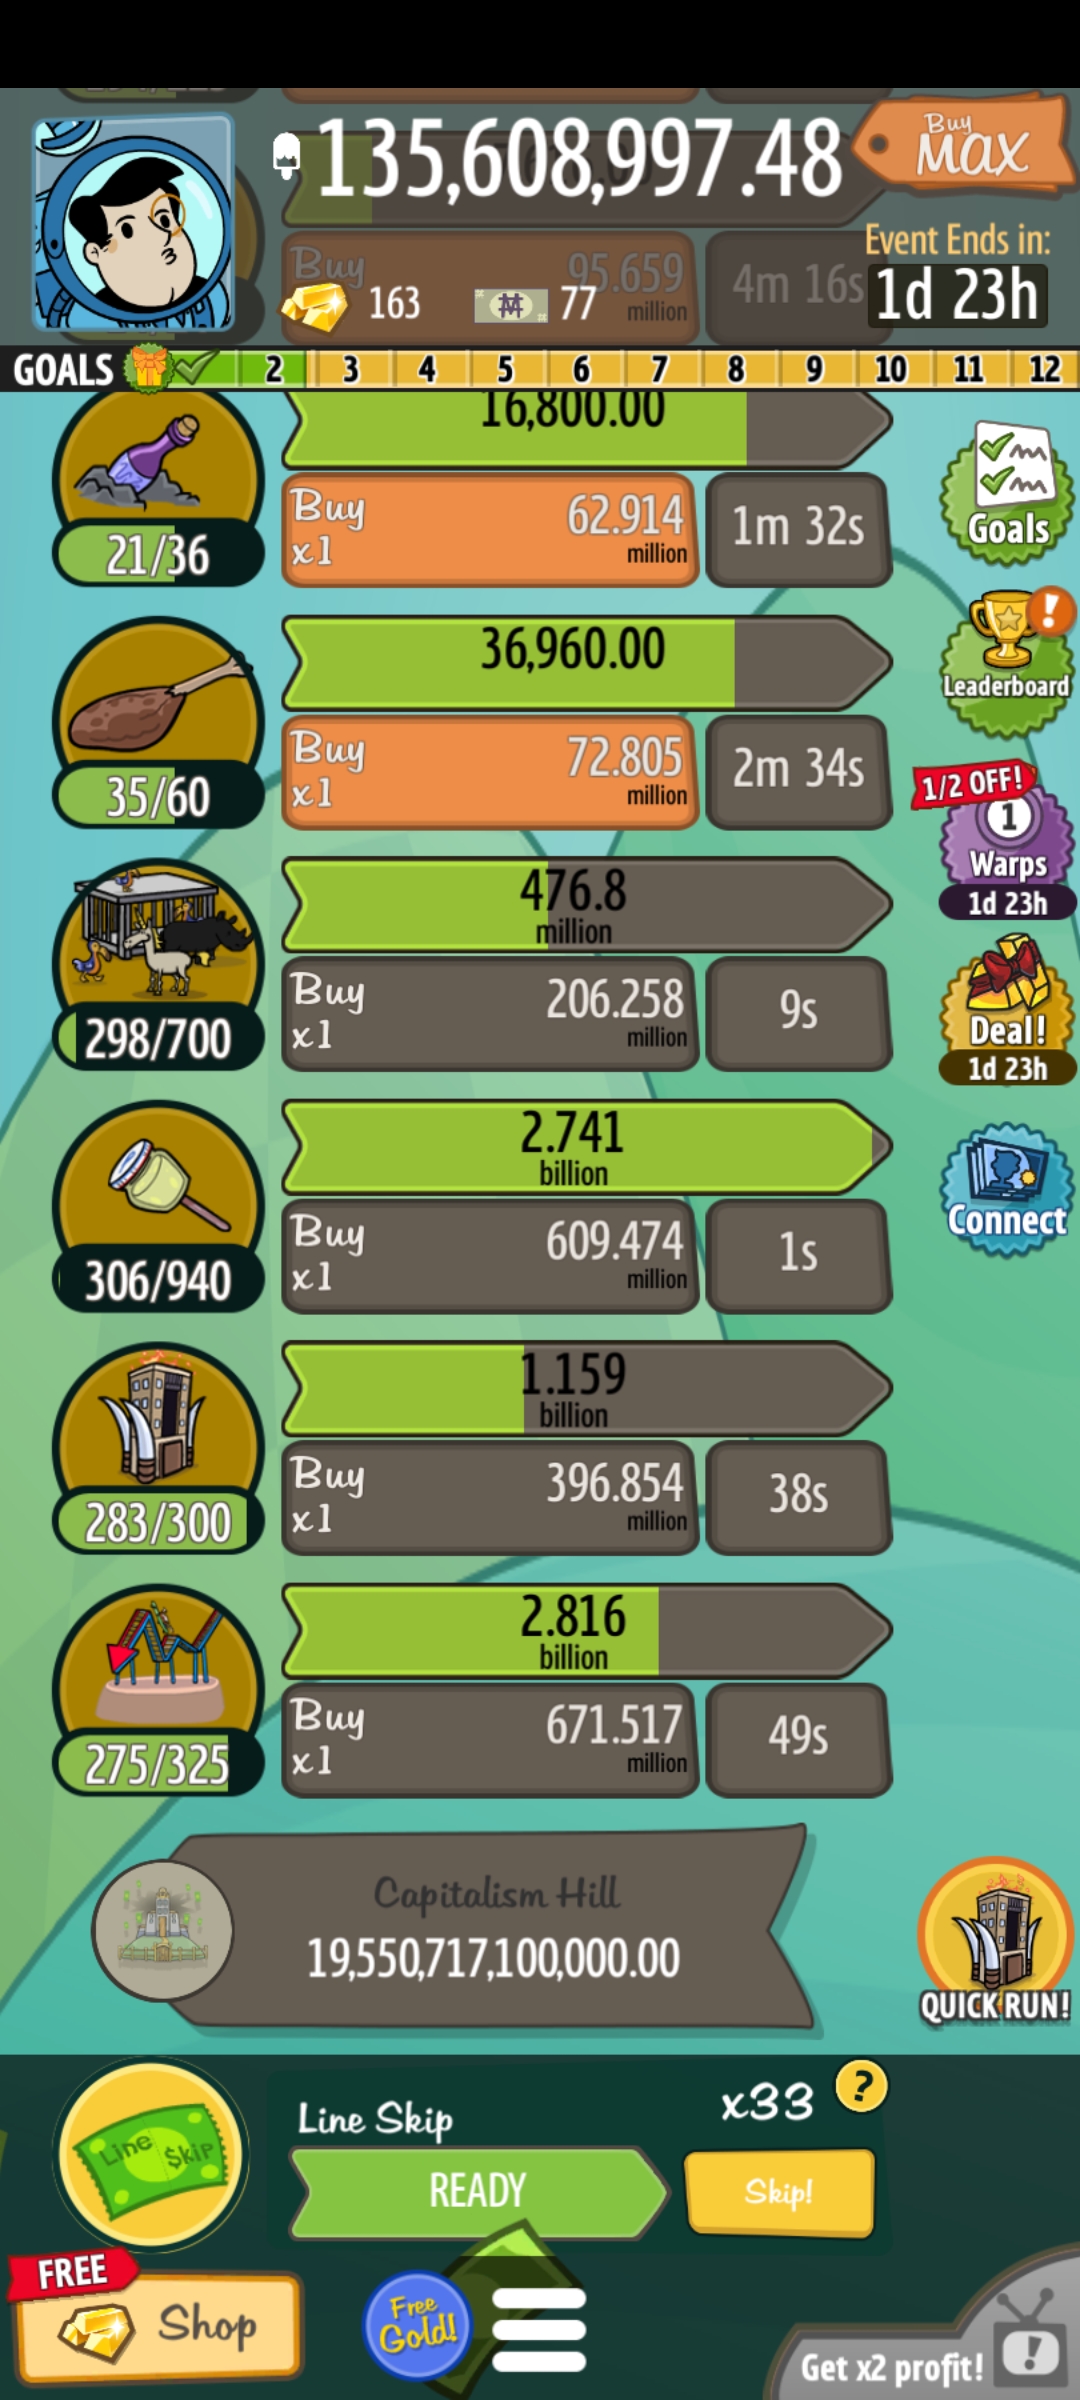 135,608,997.48
Buy
MAX
Event Ends in:
1d 23h
Buy
95.659
million
4m 16s
163
77
GOALS 2 3 4 5 6 7 8 9 10 11 12
16,800.00
21/36
Buy
x1
62.914
million
1m 32s
Goals
36,960.00
35/60
Buy
x1
72.805
million
2m 34s
Leaderboard
1/2 OFF!
1
Warps
1d 23h
476.8
million
298/700
Buy
x1
206.258
million
9s
Deal!
1d 23h
2.741
billion
306/940
Buy
x1
609.474
million
1s
Connect
1.159
billion
283/300
Buy
x1
396.854
million
38s
2.816
billion
275/325
Buy
x1
671.517
million
49s
Capitalism Hill
19,550,717,100,000.00
QUICK RUN!
Line $kip
Line Skip
x33
?
READY
Skip!
FREE
Shop
Free
Gold!
Get x2 profit!